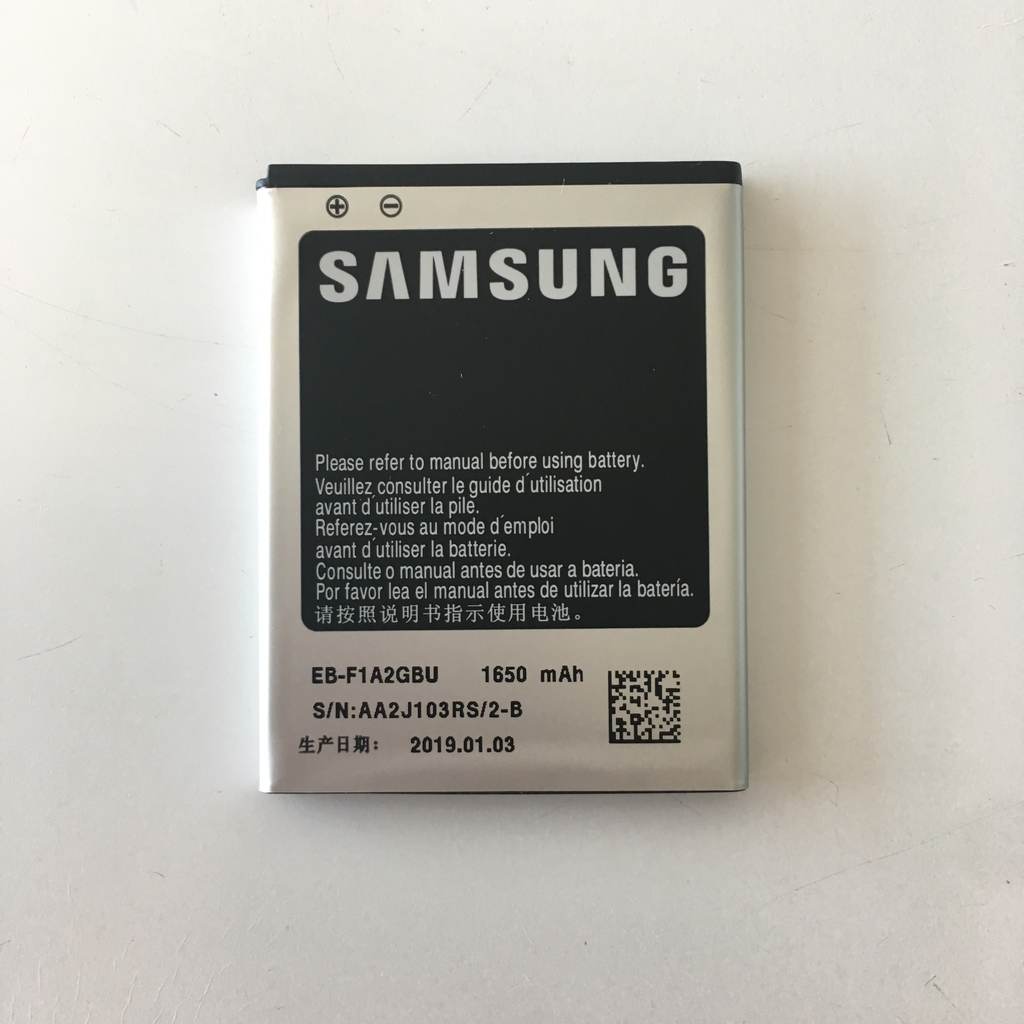 SAMSUNG
Please refer to manual before using battery.
Veuillez consulter le guide d´utilisation
avant d´utiliser la pile.
Referez-vous au mode d´emploi
avant d´utiliser la batterie.
Consulte o manual antes de usar a bateria.
Por favor lea el manual antes de utilizar la batería.
请按照说明书指示使用电池。
EB-F1A2GBU 1650 mAh
S/N:AA2J103RS/2-B
生产日期: 2019.01.03